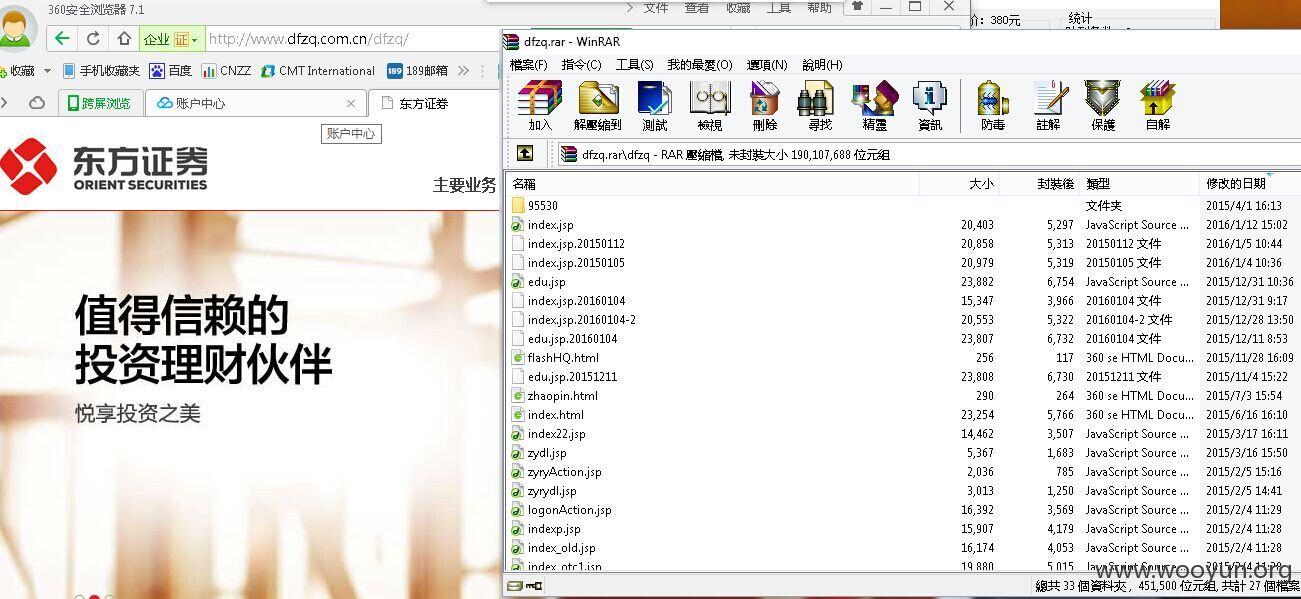 360安全浏览器 7.1
文件 查看 收藏 工具 帮助
价：380元
统计
企业 证
http://www.dfzq.com.cn/dfzq/
收藏 手机收藏夹 百度 CNZZ CMT International 189 189邮箱
跨屏浏览 账户中心 东方证券
账户中心
东方证券
ORIENT SECURITIES
主要业务
值得信赖的
投资理财伙伴
悦享投资之美
dfzq.rar - WinRAR
檔案(F) 指令(C) 工具(S) 我的最愛(O) 選項(N) 說明(H)
加入 解壓縮到 測試 檢視 刪除 尋找 精靈 資訊 防毒 註解 保護 自解
dfzq.rar\dfzq - RAR 壓縮檔, 未封裝大小 190,107,688 位元組
名稱 大小 封裝後 類型 修改的日期
95530 文件夹 2015/4/1 16:13
index.jsp 20,403 5,297 JavaScript Source ... 2016/1/12 15:02
index.jsp.20150112 20,858 5,313 20150112 文件 2016/1/5 10:44
index.jsp.20150105 20,979 5,319 20150105 文件 2016/1/4 10:36
edu.jsp 23,882 6,754 JavaScript Source ... 2015/12/31 10:36
index.jsp.20160104 15,347 3,966 20160104 文件 2015/12/31 9:17
index.jsp.20160104-2 20,553 5,322 20160104-2 文件 2015/12/28 13:50
edu.jsp.20160104 23,807 6,732 20160104 文件 2015/12/11 8:53
flashHQ.html 256 117 360 se HTML Docu... 2015/11/28 16:09
edu.jsp.20151211 23,808 6,730 20151211 文件 2015/11/4 15:22
zhaopin.html 290 264 360 se HTML Docu... 2015/7/3 15:54
index.html 23,254 5,766 360 se HTML Docu... 2015/6/16 16:10
index22.jsp 14,462 3,507 JavaScript Source ... 2015/3/17 16:11
zydl.jsp 5,367 1,683 JavaScript Source ... 2015/3/16 15:50
zyryAction.jsp 2,036 785 JavaScript Source ... 2015/2/5 15:16
zyrydl.jsp 3,013 1,250 JavaScript Source ... 2015/2/5 14:41
logonAction.jsp 16,392 3,569 JavaScript Source ... 2015/2/4 11:29
indexp.jsp 15,907 4,179 JavaScript Source ... 2015/2/4 11:28
index_old.jsp 16,174 4,053 JavaScript Source ... 2015/2/4 11:28
index_otc1.jsp 19,880 5,015 JavaScript Source ... 2015/2/4 11:28
www.wooyun.org
總共 33 個資料夾, 451,500 位元組, 共計 27 個檔案